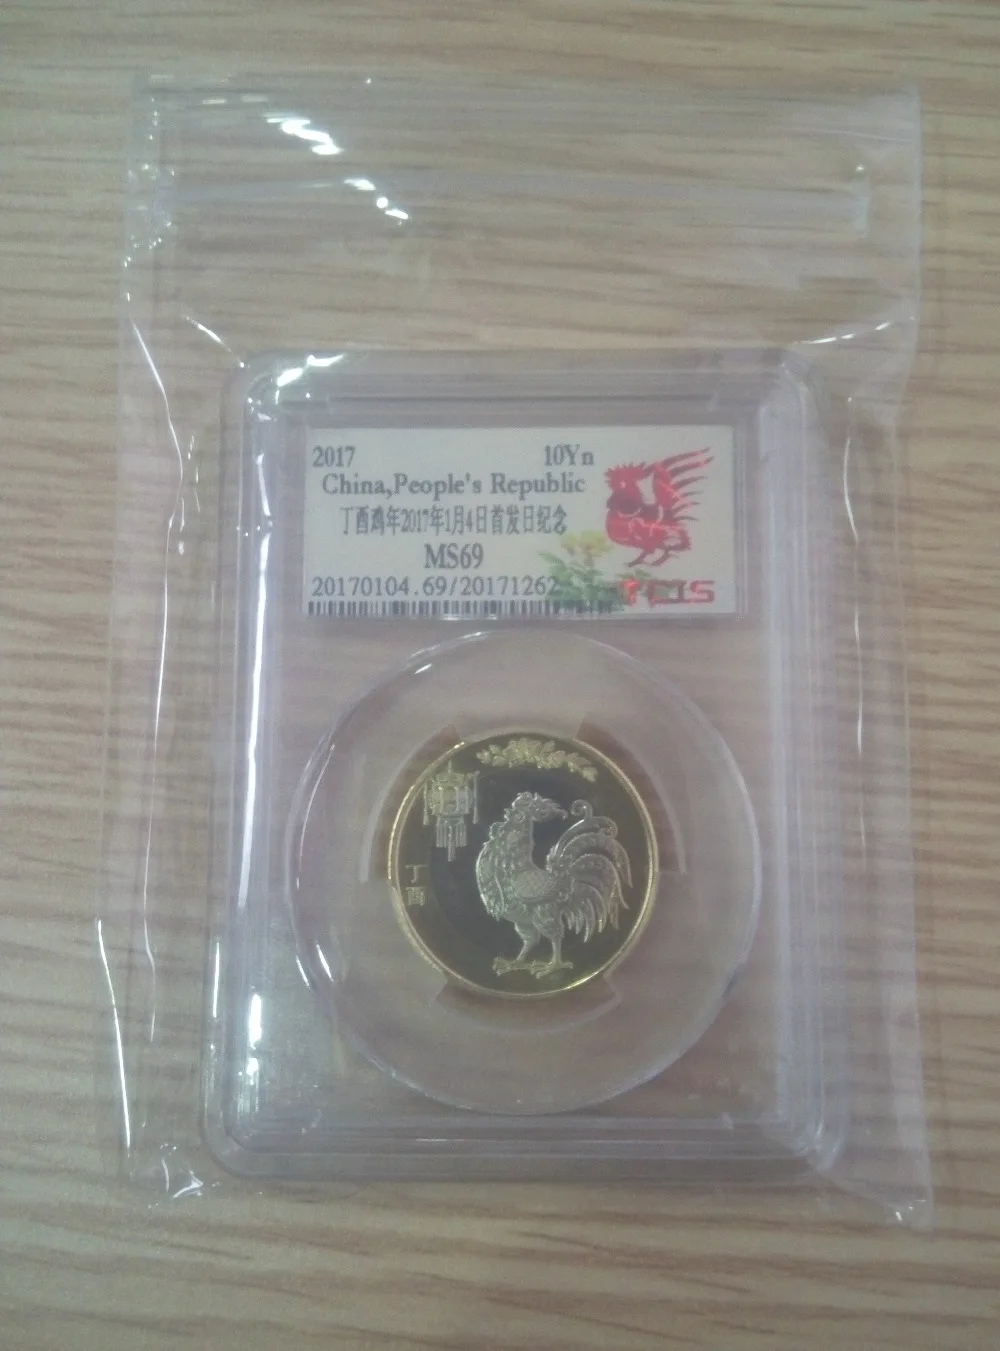 2017 10Yn
China,People's Republic
丁酉鸡年2017年1月4日首发日纪念
MS69
20170104.69/20171262
丁
酉